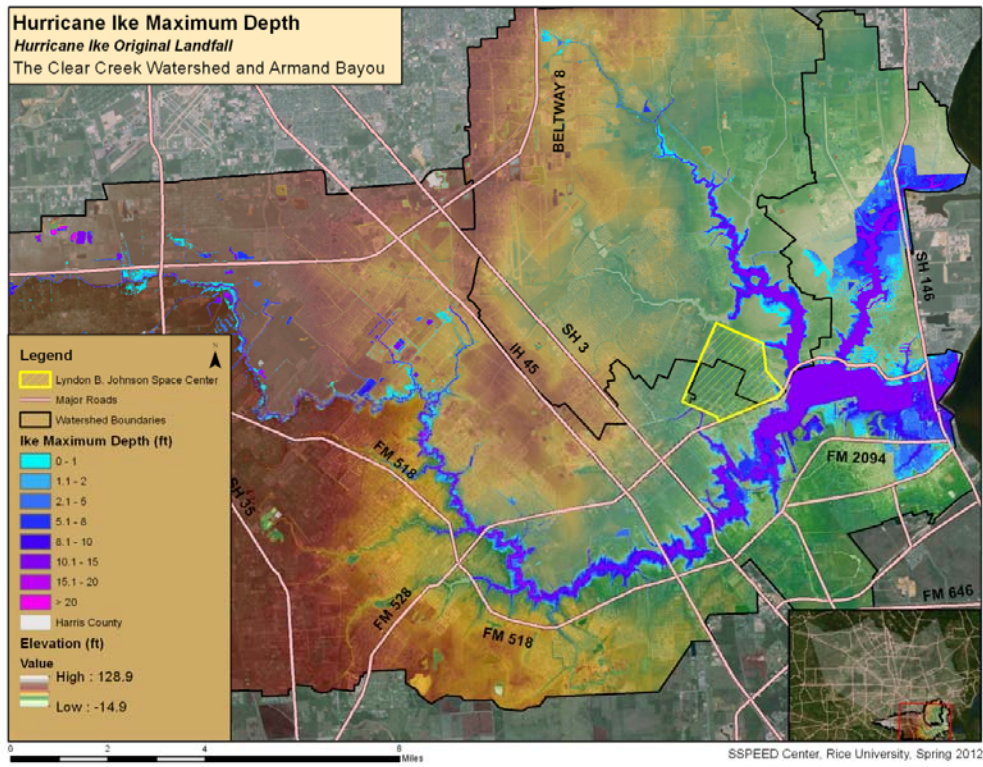 Hurricane Ike Maximum Depth
Hurricane Ike Original Landfall
The Clear Creek Watershed and Armand Bayou
BELTWAY 8
SH 146
SH 3
IH 45
FM 2094
FM 518
SH 35
FM 528
FM 518
FM 646
Legend
N
Lyndon B. Johnson Space Center
Major Roads
Watershed Boundaries
Ike Maximum Depth (ft)
0 - 1
1.1 - 2
2.1 - 5
5.1 - 8
8.1 - 10
10.1 - 15
15.1 - 20
> 20
Harris County
Elevation (ft)
Value
High : 128.9
Low : -14.9
0 2 4 8
Miles
SSPEED Center, Rice University, Spring 2012